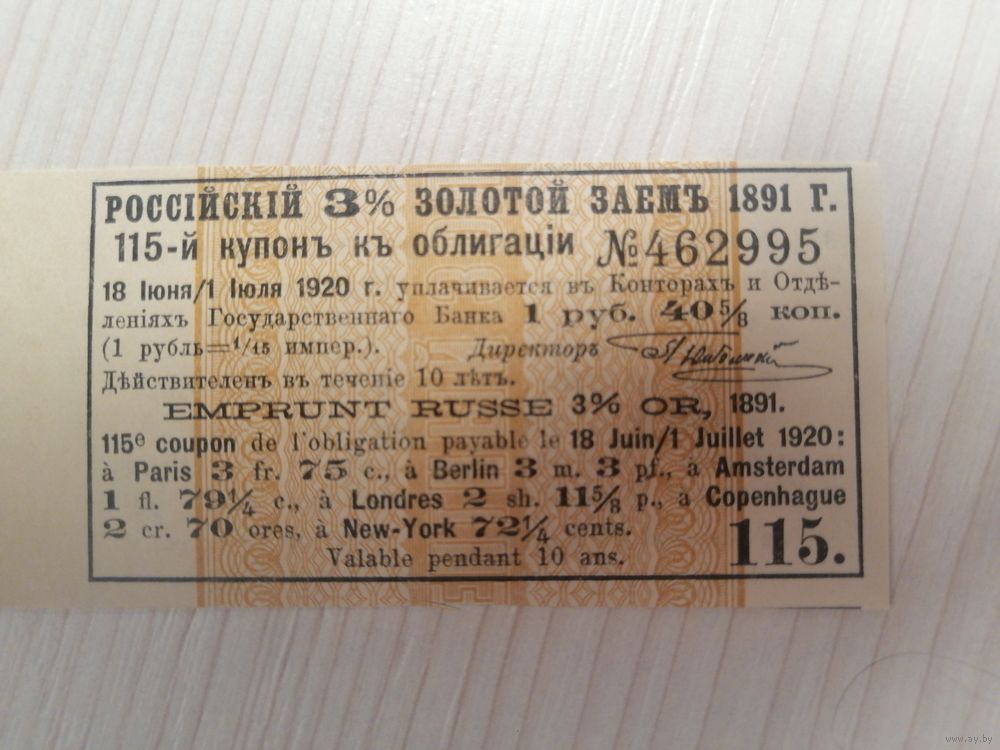 РОССІЙСКІЙ 3% ЗОЛОТОЙ ЗАЕМЪ 1891 Г.
115-й купонъ къ облигаціи №462995
18 Іюня/1 Іюля 1920 г. уплачивается въ Конторахъ и Отдѣ-
леніяхъ Государственнаго Банка 1 руб. 40⅝ коп.
(1 рубль=1/15 импер.). Директоръ
Дѣйствителенъ въ теченіе 10 лѣтъ.
EMPRUNT RUSSE 3% OR, 1891.
115e coupon de l'obligation payable le 18 Juin/1 Juillet 1920:
à Paris 3 fr. 75 c., à Berlin 3 m. 3 pf., à Amsterdam
1 fl. 79¼ c., à Londres 2 sh. 11⅝ p., à Copenhague
2 cr. 70 ores, à New-York 72¼ cents.
Valable pendant 10 ans. 115.
www.ay.by